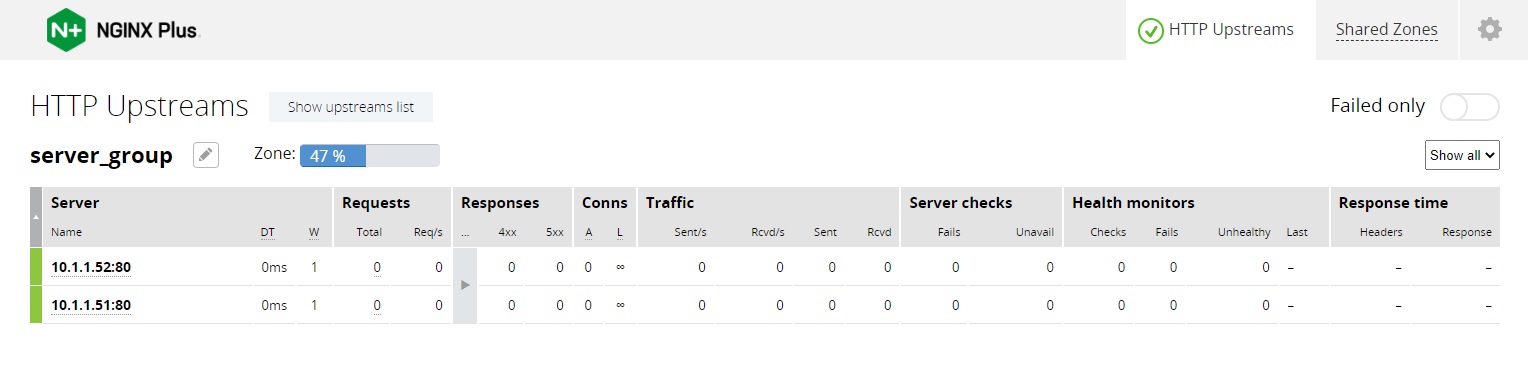 N+ NGINX Plus HTTP Upstreams Shared Zones
HTTP Upstreams Show upstreams list Failed only
server_group Zone: 47 % Show all
Server Requests Responses Conns Traffic Server checks Health monitors Response time
Name DT W Total Req/s ... 4xx 5xx A L Sent/s Rcvd/s Sent Rcvd Fails Unavail Checks Fails Unhealthy Last Headers Response
10.1.1.52:80 0ms 1 0 0 0 0 0 ∞ 0 0 0 0 0 0 0 0 0 – – –
10.1.1.51:80 0ms 1 0 0 0 0 0 ∞ 0 0 0 0 0 0 0 0 0 – – –